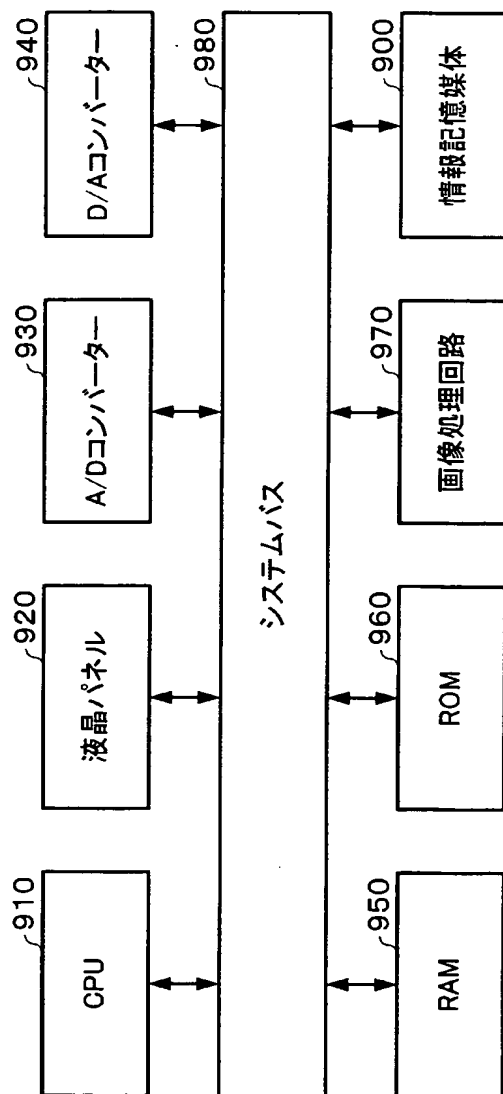 910
CPU
920
液晶パネル
930
A/Dコンバーター
940
D/Aコンバーター
システムバス
980
950
RAM
960
ROM
970
画像処理回路
900
情報記憶媒体